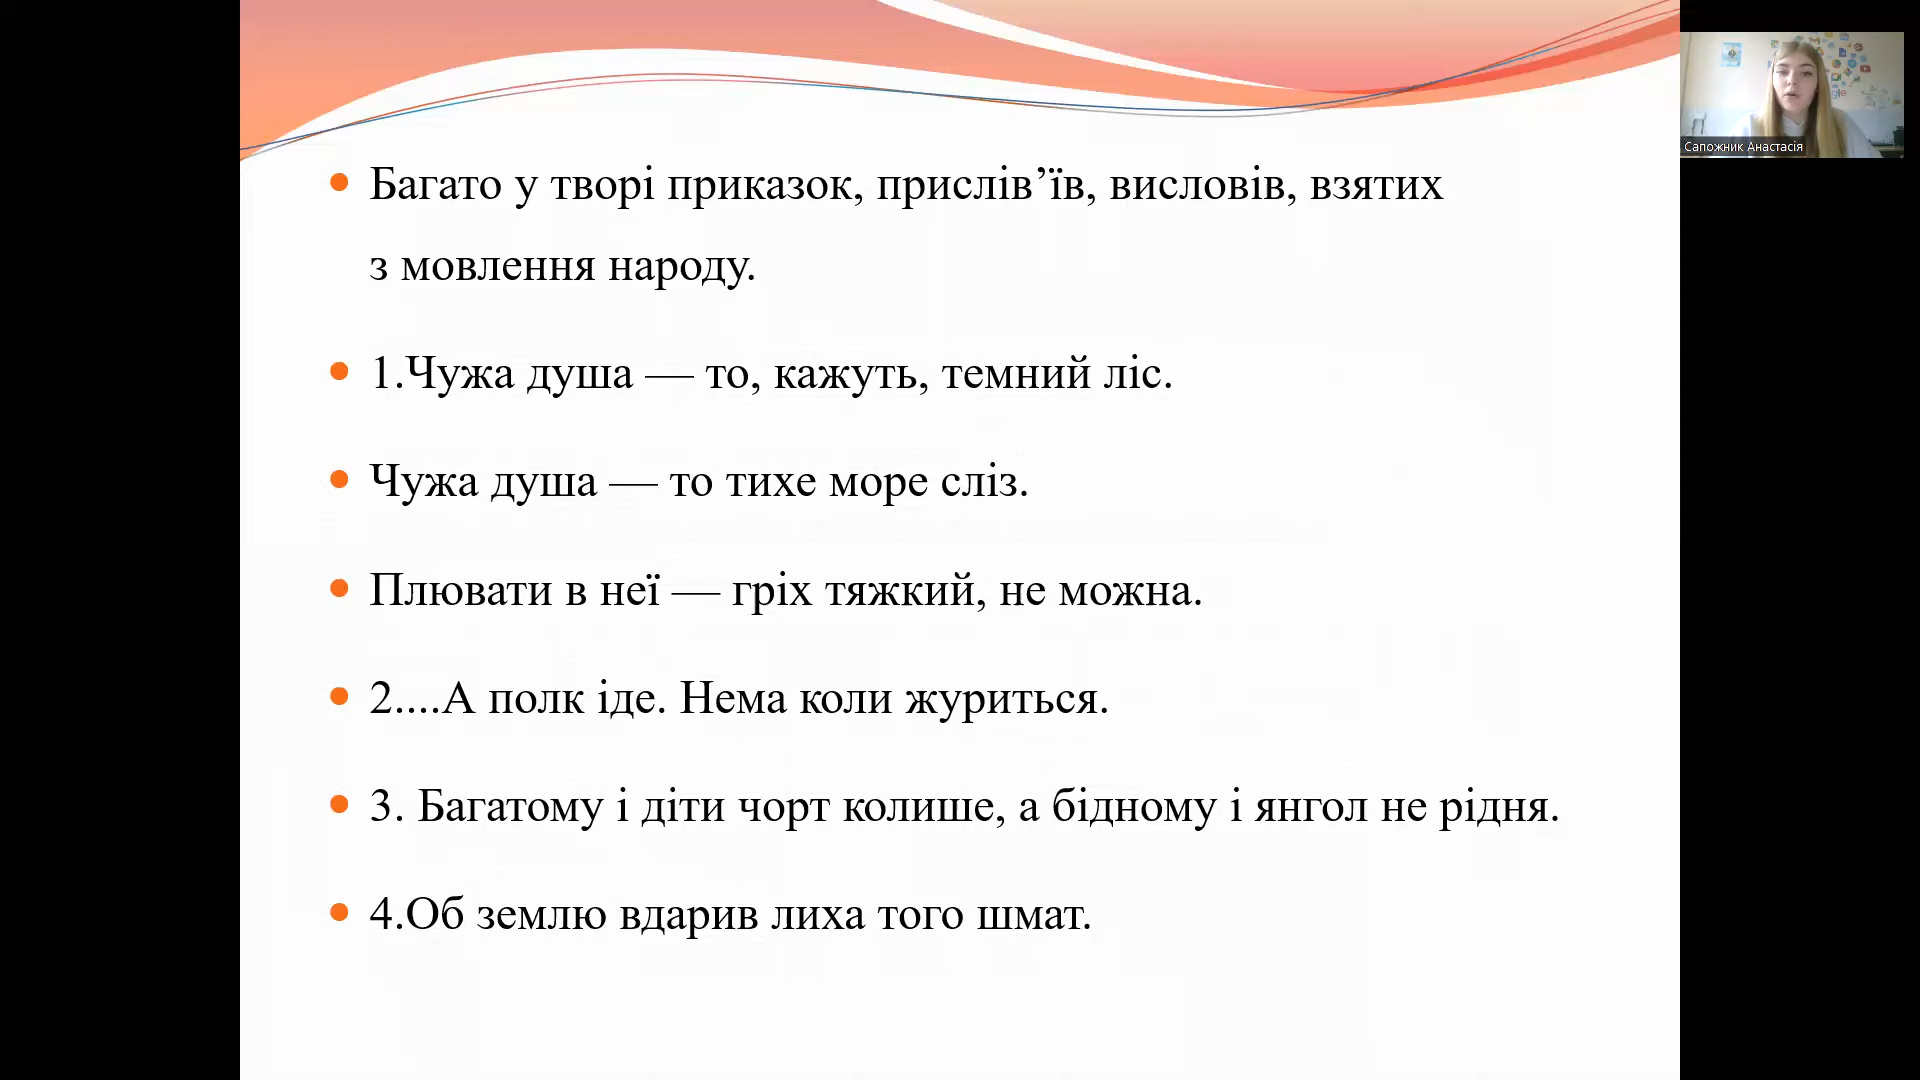 Багато у творі приказок, прислів’їв, висловів, взятих
з мовлення народу.
1.Чужа душа — то, кажуть, темний ліс.
Чужа душа — то тихе море сліз.
Плювати в неї — гріх тяжкий, не можна.
2....А полк іде. Нема коли журиться.
3. Багатому і діти чорт колише, а бідному і янгол не рідня.
4.Об землю вдарив лиха того шмат.
Сапожник Анастасія